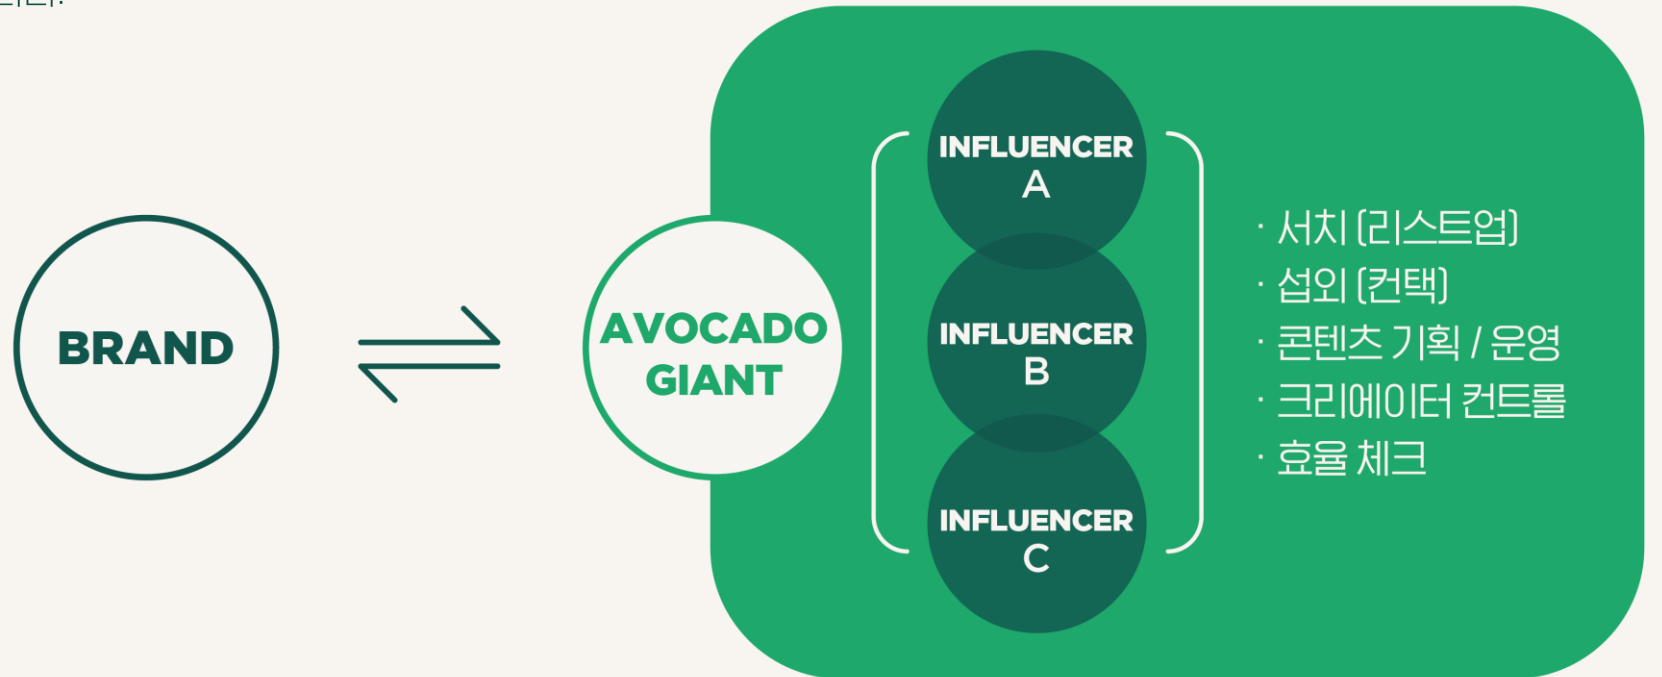 BRAND
AVOCADO
GIANT
INFLUENCER
A
INFLUENCER
B
INFLUENCER
C
· 서치 (리스트업)
· 섭외 (컨택)
· 콘텐츠 기획 / 운영
· 크리에이터 컨트롤
· 효율 체크